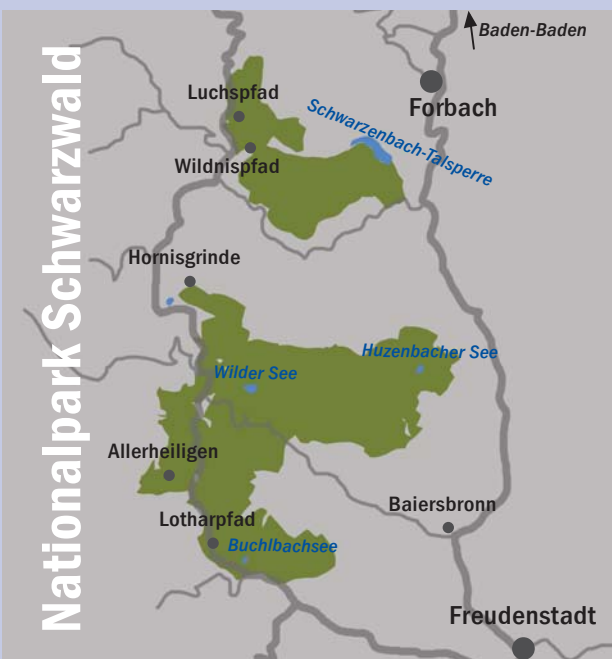 Nationalpark Schwarzwald
Baden-Baden
Forbach
Luchspfad
Schwarzenbach-Talsperre
Wildnispfad
Hornisgrinde
Huzenbacher See
Wilder See
Allerheiligen
Baiersbronn
Lotharpfad
Buchlbachsee
Freudenstadt